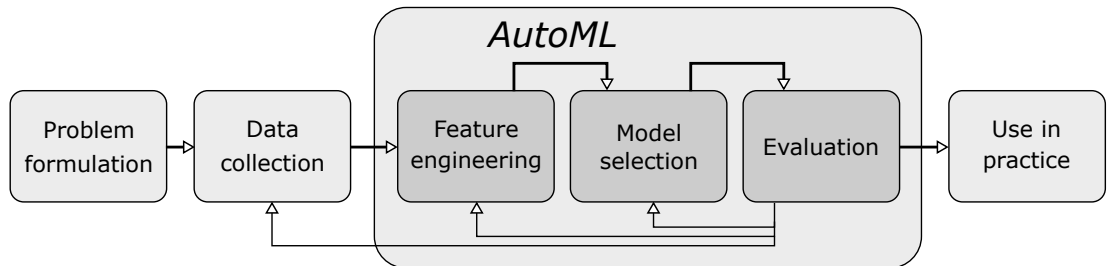 AutoML
Problem
formulation
Data
collection
Feature
engineering
Model
selection
Evaluation
Use in
practice